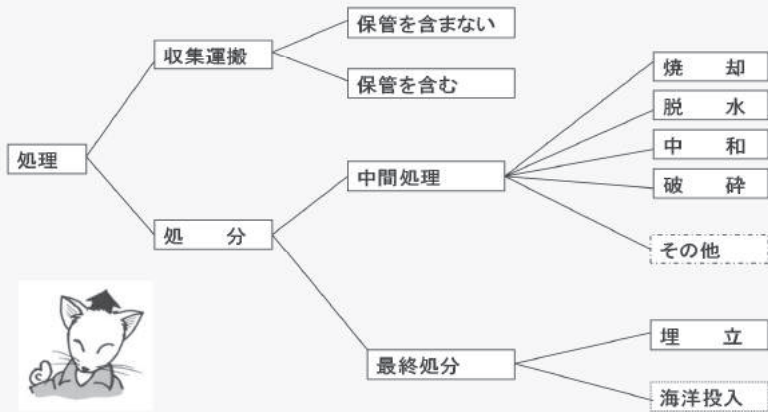 処理
収集運搬
保管を含まない
保管を含む
処　分
中間処理
焼　却
脱　水
中　和
破　砕
その他
最終処分
埋　立
海洋投入